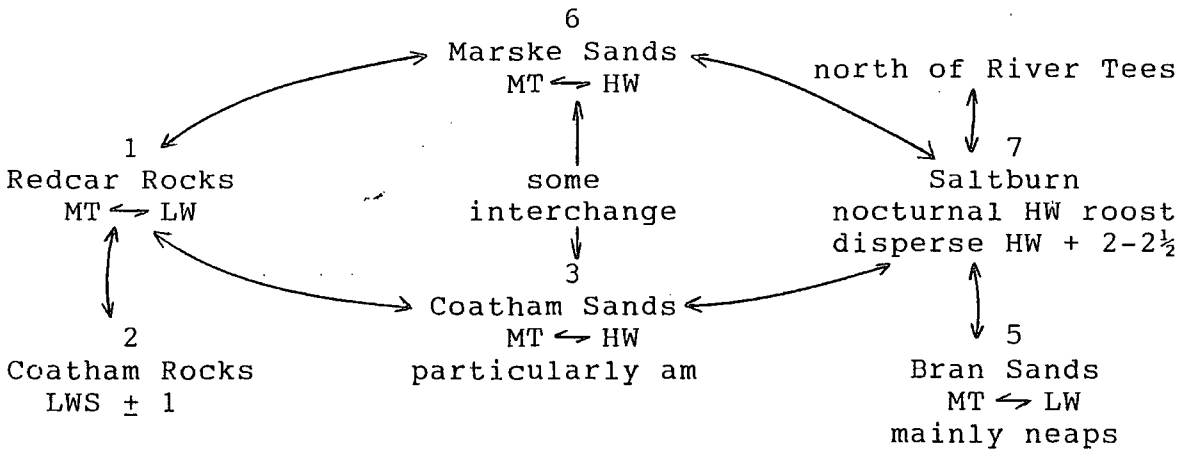 6
Marske Sands
MT ⇋ HW
north of River Tees
1
Redcar Rocks
MT ⇋ LW
some
interchange
7
Saltburn
nocturnal HW roost
disperse HW + 2-2½
3
Coatham Sands
MT ⇋ HW
particularly am
2
Coatham Rocks
LWS ± 1
5
Bran Sands
MT ⇋ LW
mainly neaps